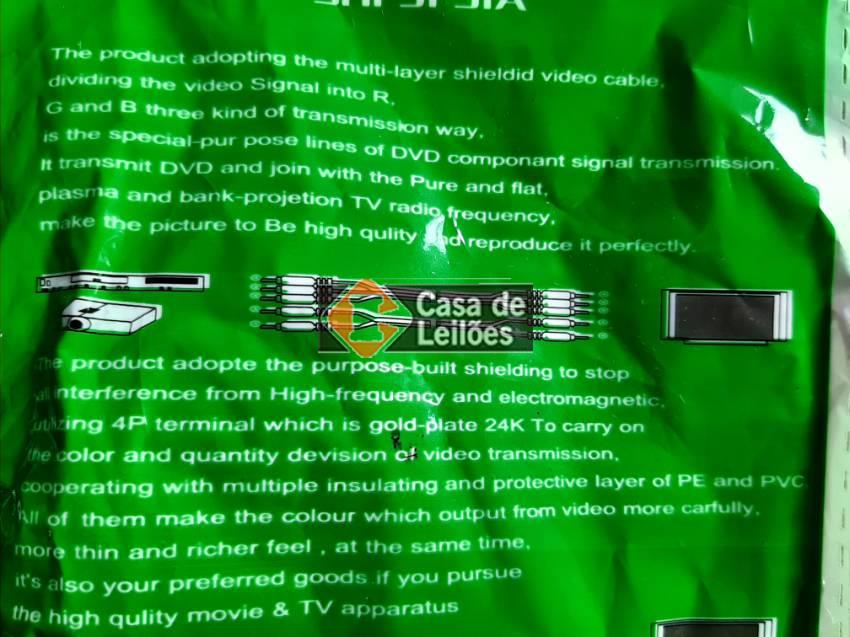 The product adopting the multi-layer shieldid video cable,
dividing the video Signal into R,
G and B three kind of transmission way,
is the special-pur pose lines of DVD componant signal transmission.
It transmit DVD and join with the Pure and flat,
plasma and bank-projetion TV radio frequency,
make the picture to Be high qulity and reproduce it perfectly.
Casa de
Leilões
The product adopte the purpose-built shielding to stop
all interference from High-frequency and electromagnetic,
utilizing 4P terminal which is gold-plate 24K To carry on
the color and quantity devision of video transmission,
cooperating with multiple insulating and protective layer of PE and PVC.
All of them make the colour which output from video more carfully,
more thin and richer feel , at the same time,
it's also your preferred goods.if you pursue
the high qulity movie & TV apparatus